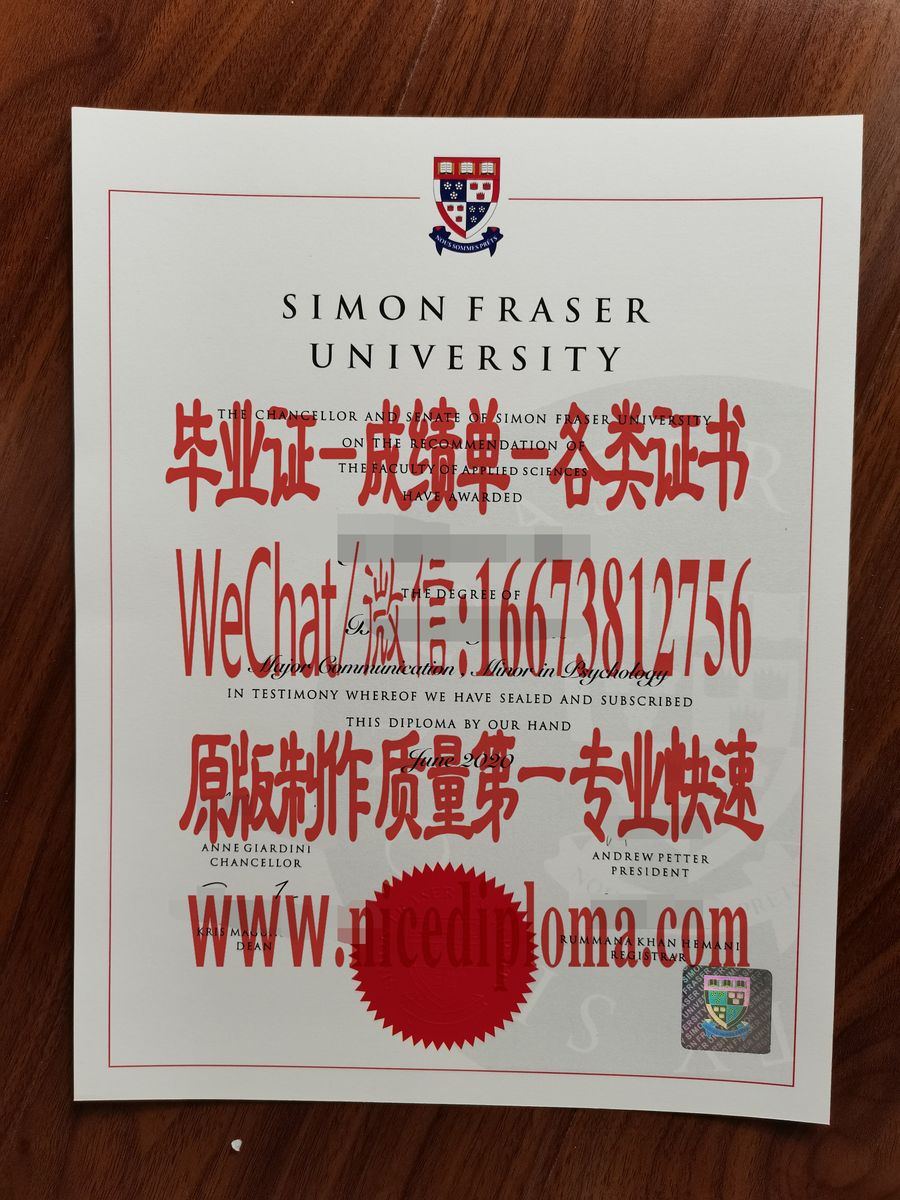 NOUS SOMMES PRÊTS
SIMON FRASER
UNIVERSITY
THE CHANCELLOR AND SENATE OF SIMON FRASER UNIVERSITY
毕业证一成绩单一各类证书
ON THE RECOMMENDATION OF
THE FACULTY OF APPLIED SCIENCES
HAVE AWARDED
THE DEGREE OF
WeChat/微信:16673812756
Major Communication , Minor in Psychology
IN TESTIMONY WHEREOF WE HAVE SEALED AND SUBSCRIBED
THIS DIPLOMA BY OUR HAND
June 2020
原版制作质量第一专业快速
ANNE GIARDINI
CHANCELLOR
ANDREW PETTER
PRESIDENT
www.nicediploma.com
KRIS
DEAN
RUMMANA KHAN HEMANI
REGISTRAR